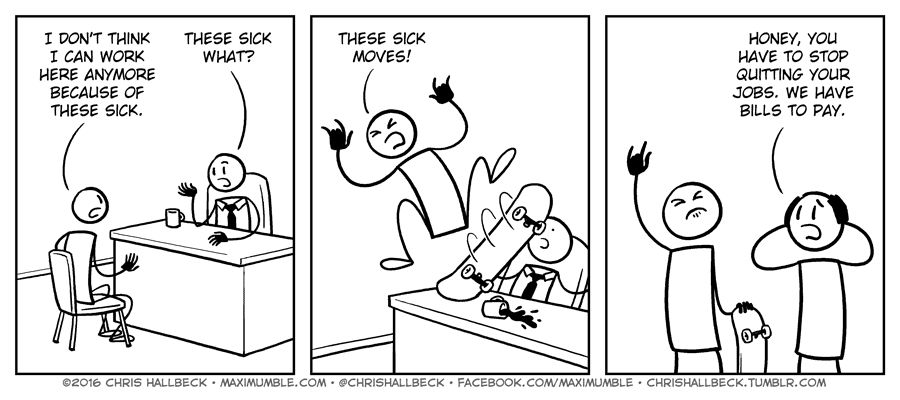 I DON'T THINK
I CAN WORK
HERE ANYMORE
BECAUSE OF
THESE SICK.
THESE SICK
WHAT?
THESE SICK
MOVES!
HONEY, YOU
HAVE TO STOP
QUITTING YOUR
JOBS. WE HAVE
BILLS TO PAY.
©2016 CHRIS HALLBECK • MAXIMUMBLE.COM • @CHRISHALLBECK • FACEBOOK.COM/MAXIMUMBLE • CHRISHALLBECK.TUMBLR.COM